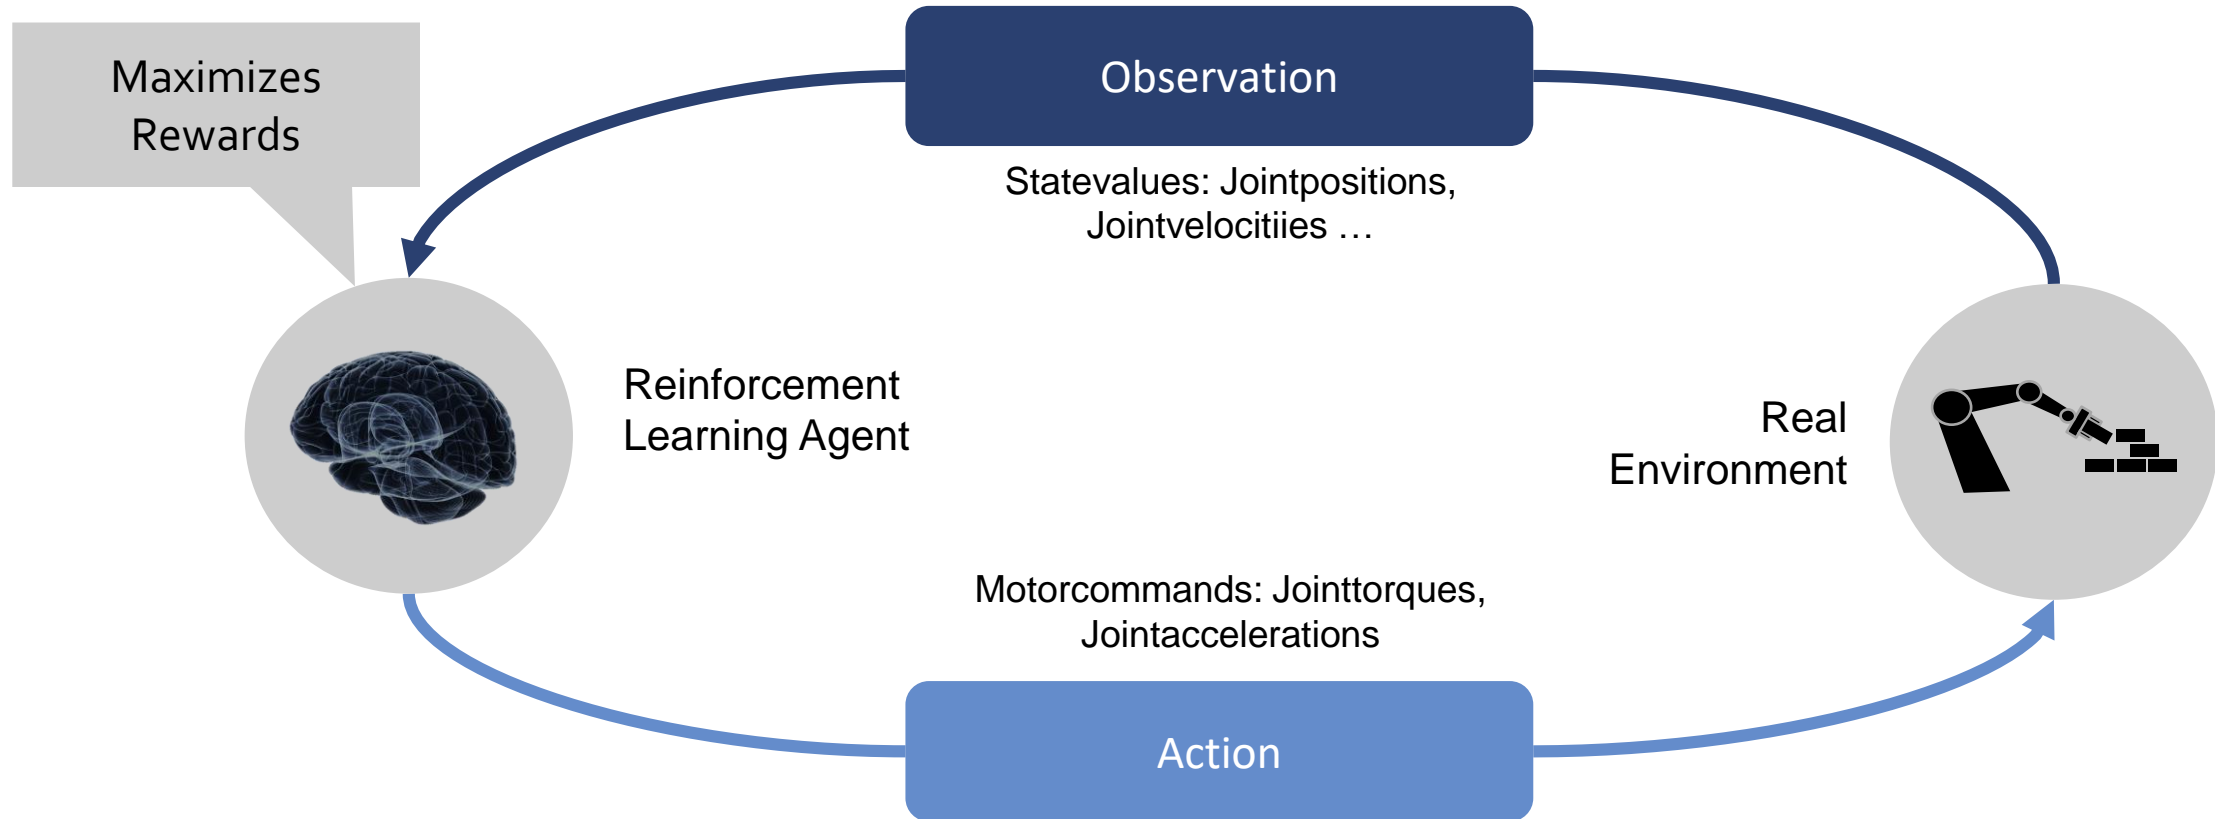 Maximizes
Rewards
Observation
Statevalues: Jointpositions,
Jointvelocitiies …
Reinforcement
Learning Agent
Real
Environment
Motorcommands: Jointtorques,
Jointaccelerations
Action